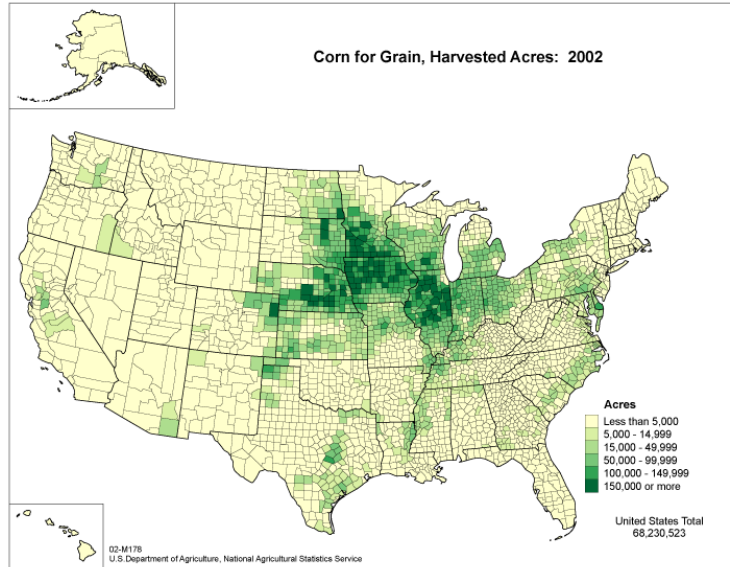 Corn for Grain, Harvested Acres: 2002
Acres
Less than 5,000
5,000 - 14,999
15,000 - 49,999
50,000 - 99,999
100,000 - 149,999
150,000 or more
United States Total
68,230,523
02-M178
U.S.Department of Agriculture, National Agricultural Statistics Service